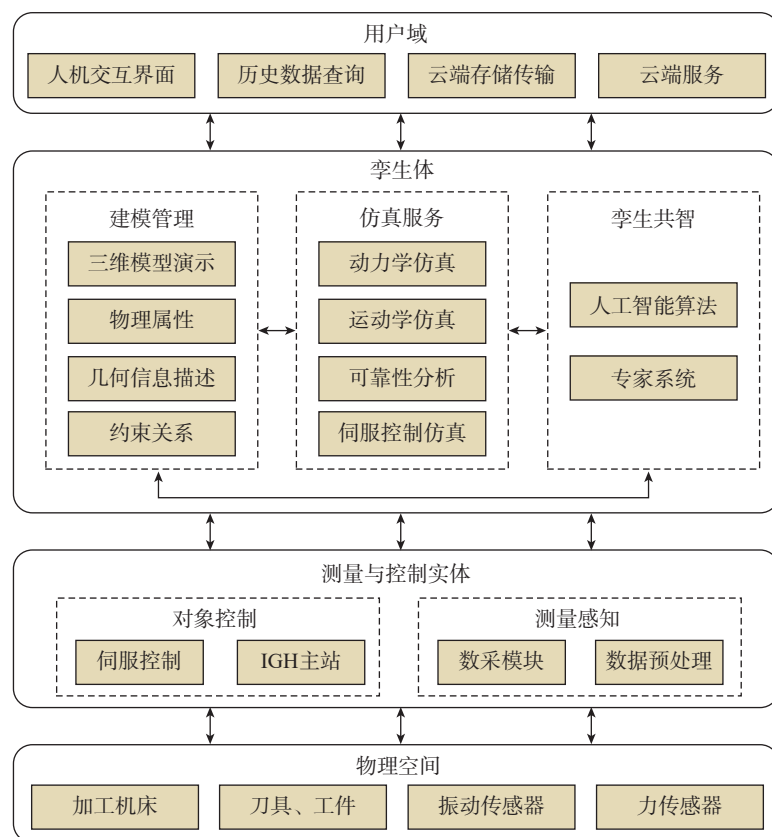 用户域
人机交互界面
历史数据查询
云端存储传输
云端服务
孪生体
建模管理
三维模型演示
物理属性
几何信息描述
约束关系
仿真服务
动力学仿真
运动学仿真
可靠性分析
伺服控制仿真
孪生共智
人工智能算法
专家系统
测量与控制实体
对象控制
伺服控制
IGH主站
测量感知
数采模块
数据预处理
物理空间
加工机床
刀具、工件
振动传感器
力传感器